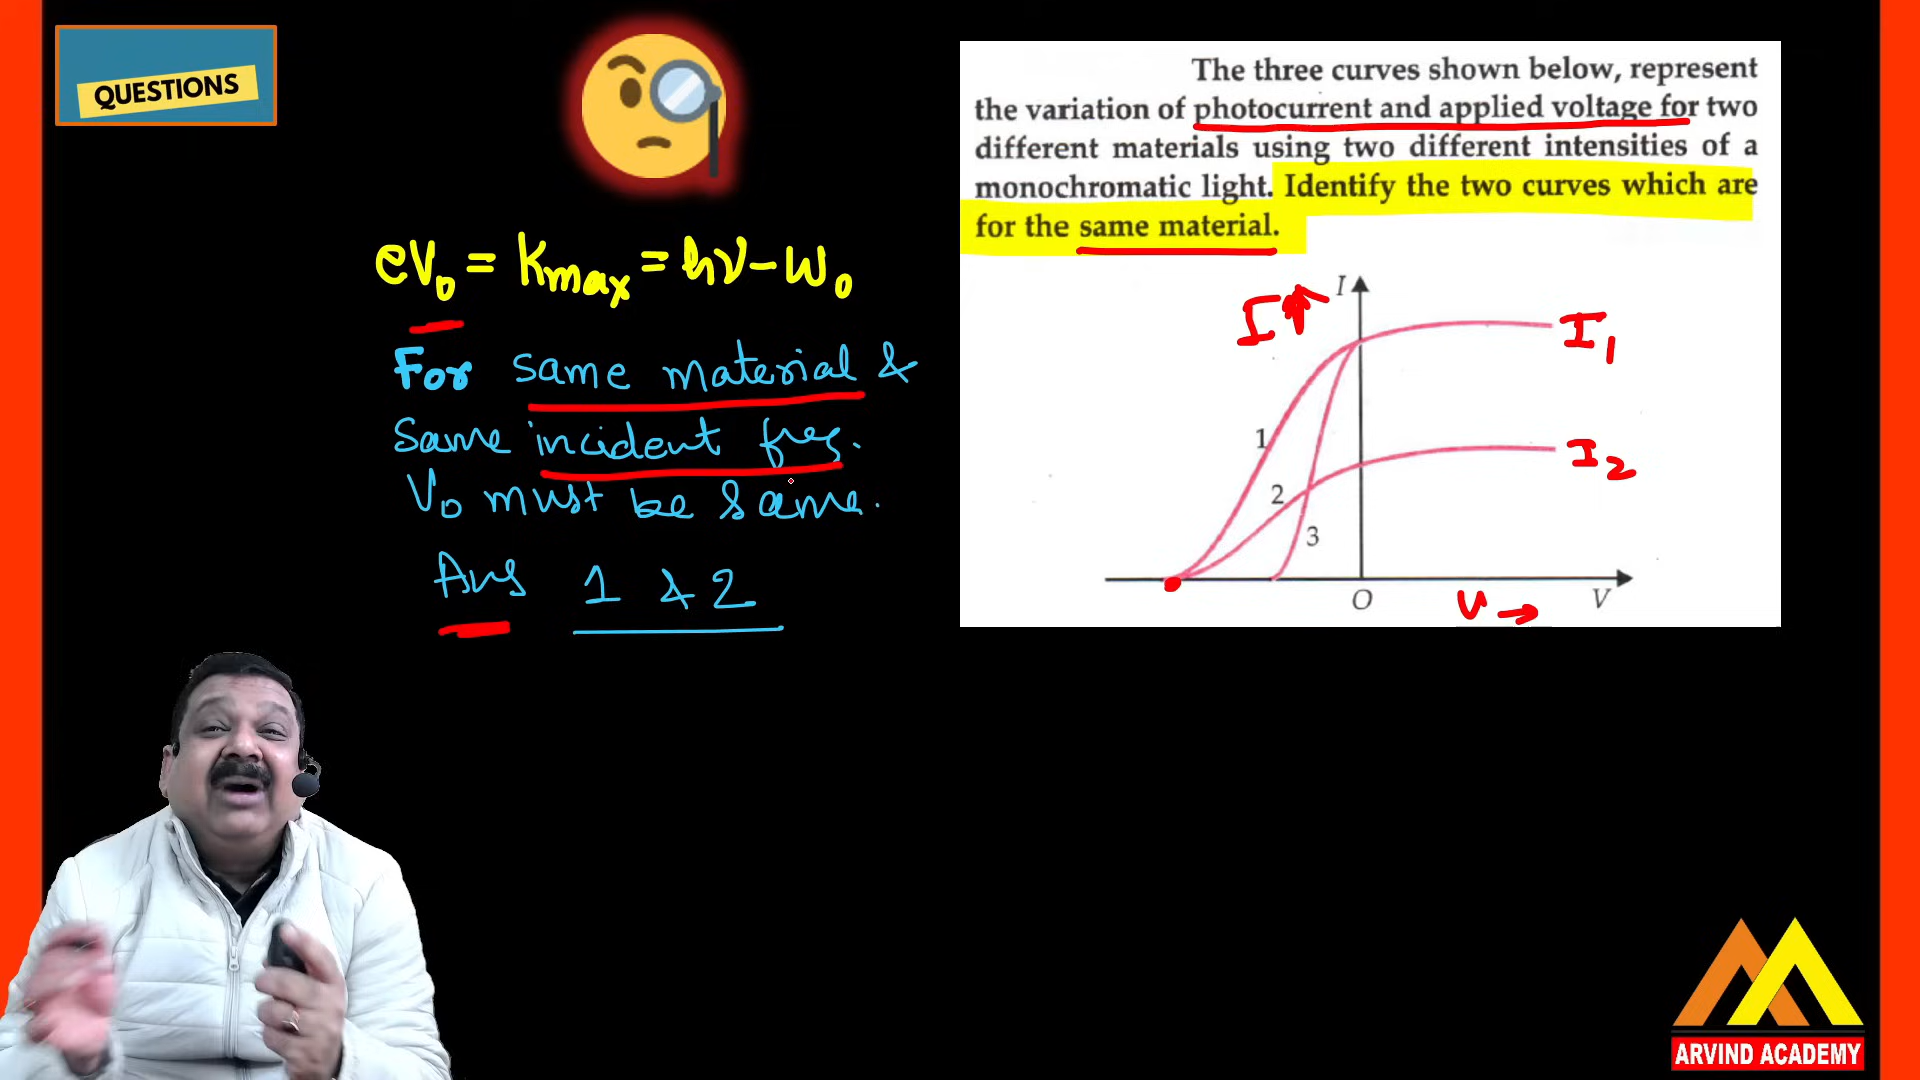 QUESTIONS
The three curves shown below, represent
the variation of photocurrent and applied voltage for two
different materials using two different intensities of a
monochromatic light. Identify the two curves which are
for the same material.
eV₀ = Kmax = hν - W₀
For same material &
Same incident freq.
V₀ must be same.
Ans 1 & 2
I
I
I₁
1
I₂
2
3
O
V
V
ARVIND ACADEMY